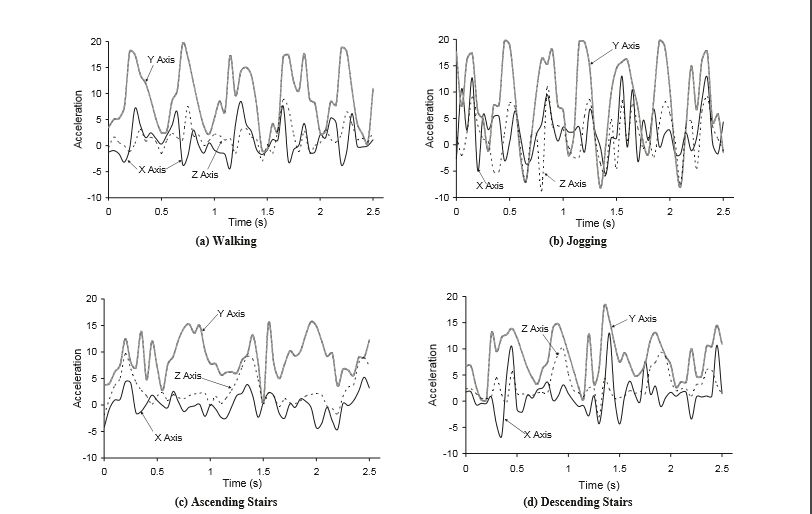 20
15
10
5
0
-5
-10
Acceleration
Y Axis
X Axis
Z Axis
0 0.5 1 1.5 2 2.5
Time (s)
(a) Walking
20
15
10
5
0
-5
-10
Acceleration
Y Axis
X Axis
Z Axis
0 0.5 1 1.5 2 2.5
Time (s)
(b) Jogging
20
15
10
5
0
-5
-10
Acceleration
Y Axis
Z Axis
X Axis
0 0.5 1 1.5 2 2.5
Time (s)
(c) Ascending Stairs
20
15
10
5
0
-5
-10
Acceleration
Y Axis
Z Axis
X Axis
0 0.5 1 1.5 2 2.5
Time (s)
(d) Descending Stairs